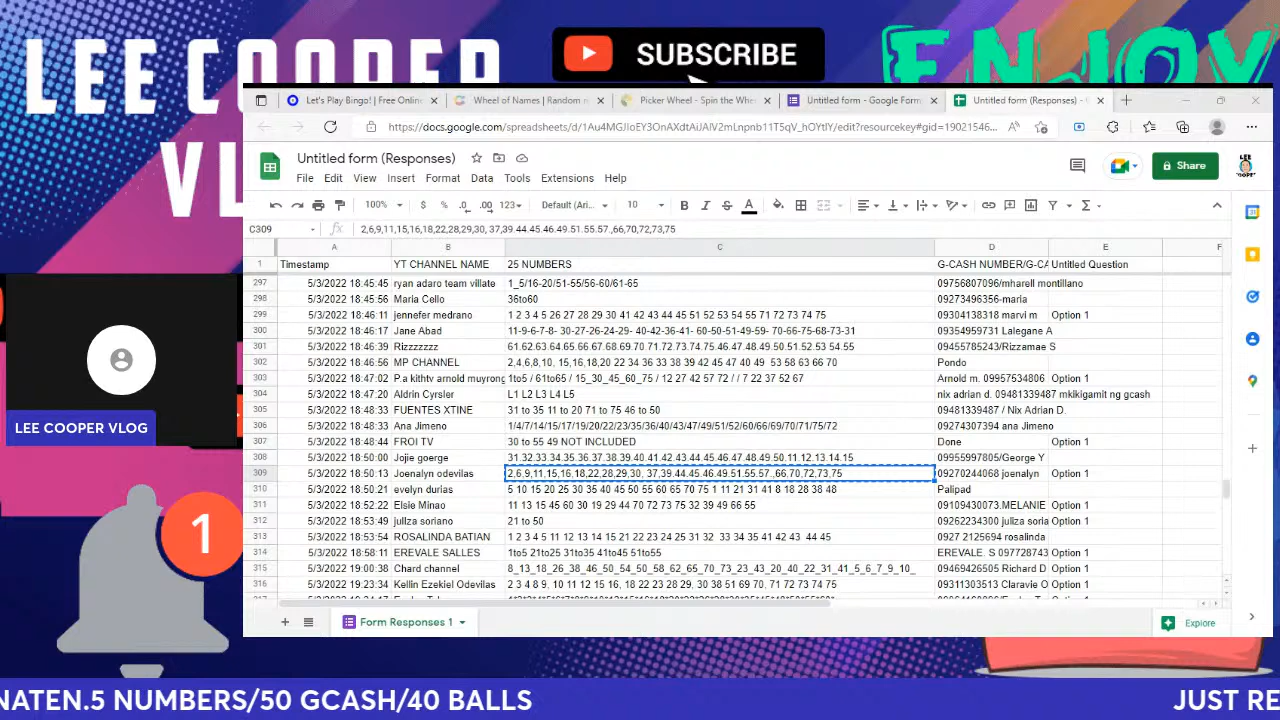 LEE COOPER
VL
SUBSCRIBE
ENJOY
Let's Play Bingo! | Free Onlin
Wheel of Names | Random n
Picker Wheel - Spin the Whe
Untitled form - Google Form
Untitled form (Responses) - G
https://docs.google.com/spreadsheets/d/
Untitled form (Responses)
File Edit View Insert Format Tools Extensions Help
Share
100% $ % .0 .00 123 Default (Ari... 10 B I S A
C309 fx 2,6,9,11,15,16,18,22,28,29,30, 37,39.44.45.46.49.51.55.57.,66,70,72,73,75
A B C D E F
1 Timestamp YT CHANNEL NAME 25 NUMBERS G-CASH NUMBER/G-CA Untitled Question
297 5/3/2022 18:45:45 ryan adaro team villate 1_5/16-20/51-55/56-60/61-65 09756807096/mharell montillano
298 5/3/2022 18:45:56 Maria Cello 36to60 09273496356-maria
299 5/3/2022 18:46:11 jennefer medrano 1 2 3 4 5 26 27 28 29 30 41 42 43 44 45 51 52 53 54 55 71 72 73 74 75 09304138318 marvi m Option 1
300 5/3/2022 18:46:29 Jane Abad 11-9-6-7-8- 30-27-26-24-29- 40-42-36-41- 60-50-51-49-59- 70-66-75-68-73-31 09354959731 Lalegane A
301 5/3/2022 18:46:39 Rizzzzzzz 61.62.63 64.65.66.67.68.69 70.71.72.73.74.75.46.47.48.49.50.51.52.53 54.55 09455785243/Rizzamae S
302 5/3/2022 18:46:56 MP CHANNEL 2,4,6,8,10, 15,16,18,20 22 34 36 33 38 39 42 45 47 40 49 53 58 63 66 70 Pondo
303 5/3/2022 18:47:02 P.a kithtv arnold muyrong 1to5 / 61to65 / 15_30_45_60_75 / 12 27 42 57 72 / / 7 22 37 52 67 Arnold m. 09957534806 Option 1
304 5/3/2022 18:47:20 Aldrin Cyrsler L1 L2 L3 L4 L5 nix adrian d. 09481339487 mkikigamit ng gcash
305 5/3/2022 18:48:33 FUENTES XTINE 31 to 35 11 to 20 71 to 75 46 to 50 09481339487 / Nix Adrian D.
306 5/3/2022 18:48:33 Ana Jimeno 1/4/7/14/15/17/19/20/22/23/35/36/40/43/47/49/51/52/60/66/69/70/71/75/72 09274307394 ana Jimeno
307 5/3/2022 18:48:44 FROI TV 30 to 55 49 NOT INCLUDED Done Option 1
308 5/3/2022 18:50:00 Jojie goerge 31.32.33.34.35.36.37.38.39.40.41.42.43.44.45.46.47.48.49.50.11.12.13.14.15 09955997805/George Y
309 5/3/2022 18:50:13 Joenalyn odevilas 2,6,9,11,15,16,18,22,28,29,30, 37,39.44.45.46.49.51.55.57.,66,70,72,73,75 09270244068 joenalyn Option 1
310 5/3/2022 18:50:21 evelyn durias 5 10 15 20 25 30 35 40 45 50 55 60 65 70 75 1 11 21 31 41 8 18 28 38 48 Palipad
311 5/3/2022 18:52:22 Elsie Minao 11 13 15 45 60 30 19 29 44 70 72 73 75 32 39 49 66 55 09109430073.MELANIE Option 1
312 5/3/2022 18:53:49 jullza soriano 21 to 50 09262234300 jullza soria Option 1
313 5/3/2022 18:53:54 ROSALINDA BATIAN 1 2 3 4 5 11 12 13 14 15 21 22 23 24 25 31 32 33 34 35 41 42 43 44 45 0927 2125694 rosalinda
314 5/3/2022 18:58:11 EREVALE SALLES 1to5 21to25 31to35 41to45 51to55 EREVALE. S 097728743 Option 1
315 5/3/2022 19:00:38 Chard channel 8_13_18_26_38_46_50_54_50_58_62_65_70_73_23_43_20_40_22_31_41_5_6_7_9_10_ 09469426505 Richard D Option 1
316 5/3/2022 19:23:34 Kellin Ezekiel Odevilas 2 3 4 8 9. 10 11 12 15 16, 18 22 23 28 29, 30 38 51 69 70, 71 72 73 74 75 09311303513 Claravie O Option 1
Form Responses 1
Explore
LEE COOPER VLOG
1
NATEN.5 NUMBERS/50 GCASH/40 BALLS
JUST RE